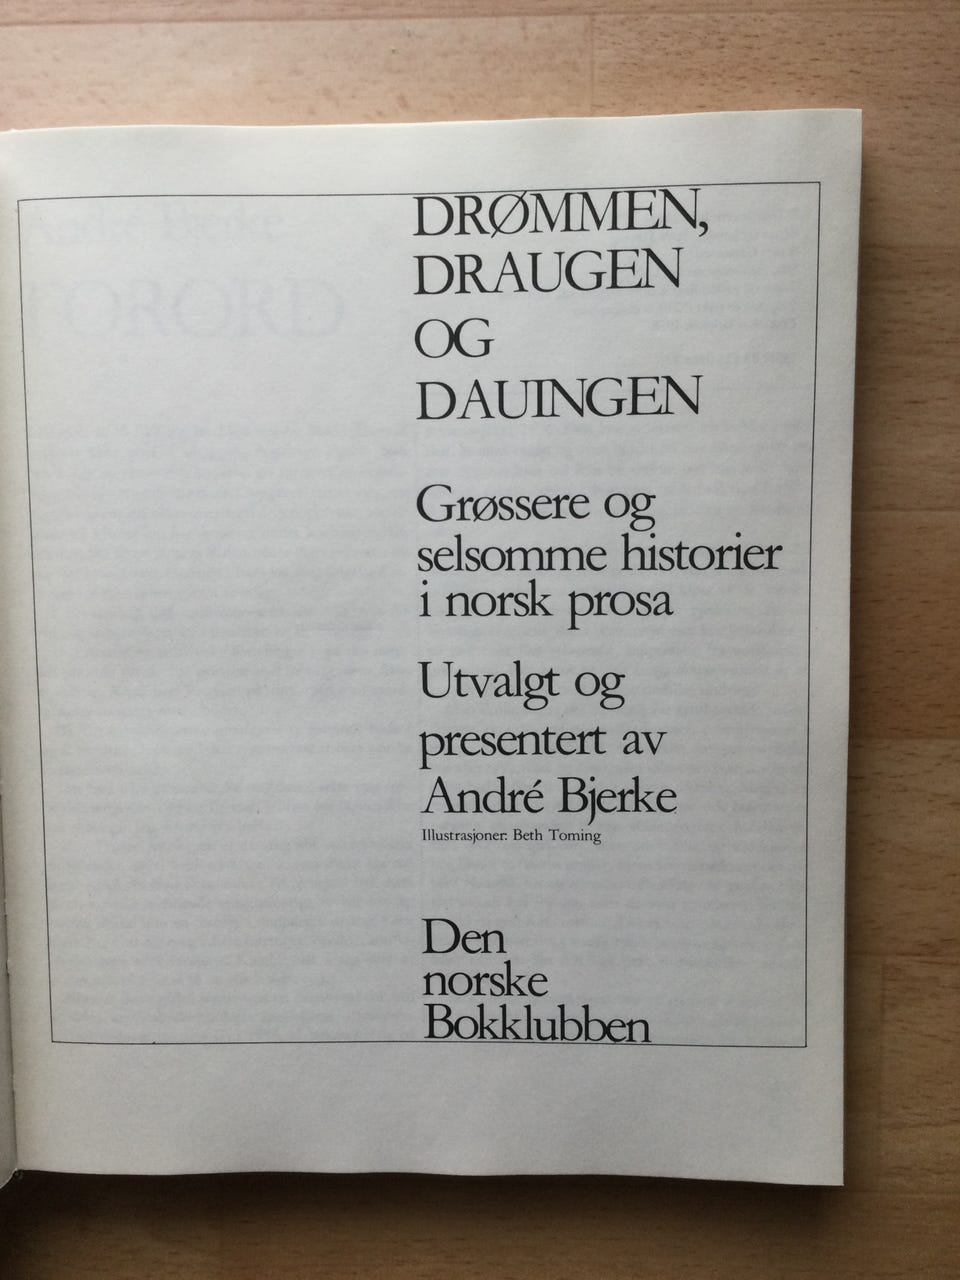 DRØMMEN,
DRAUGEN
OG
DAUINGEN
Grøssere og
selsomme historier
i norsk prosa
Utvalgt og
presentert av
André Bjerke
Illustrasjoner: Beth Toming
Den
norske
Bokklubben